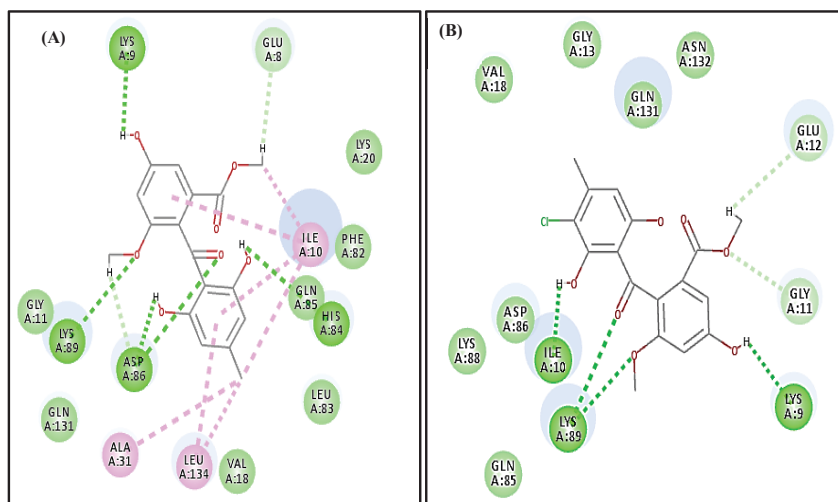 (A)
LYS
A:9
GLU
A:8
H
O
O
O
LYS
A:20
H
O
O
H
O
O
H
ILE
A:10
PHE
A:82
GLN
A:85
HIS
A:84
H
O
GLY
A:11
LYS
A:89
ASP
A:86
GLN
A:131
LEU
A:83
ALA
A:31
LEU
A:134
VAL
A:18
(B)
GLY
A:13
ASN
A:132
VAL
A:18
GLN
A:131
GLU
A:12
Cl
O
O
H
O
H
O
O
GLY
A:11
ASP
A:86
LYS
A:88
ILE
A:10
O
O
H
LYS
A:9
LYS
A:89
GLN
A:85